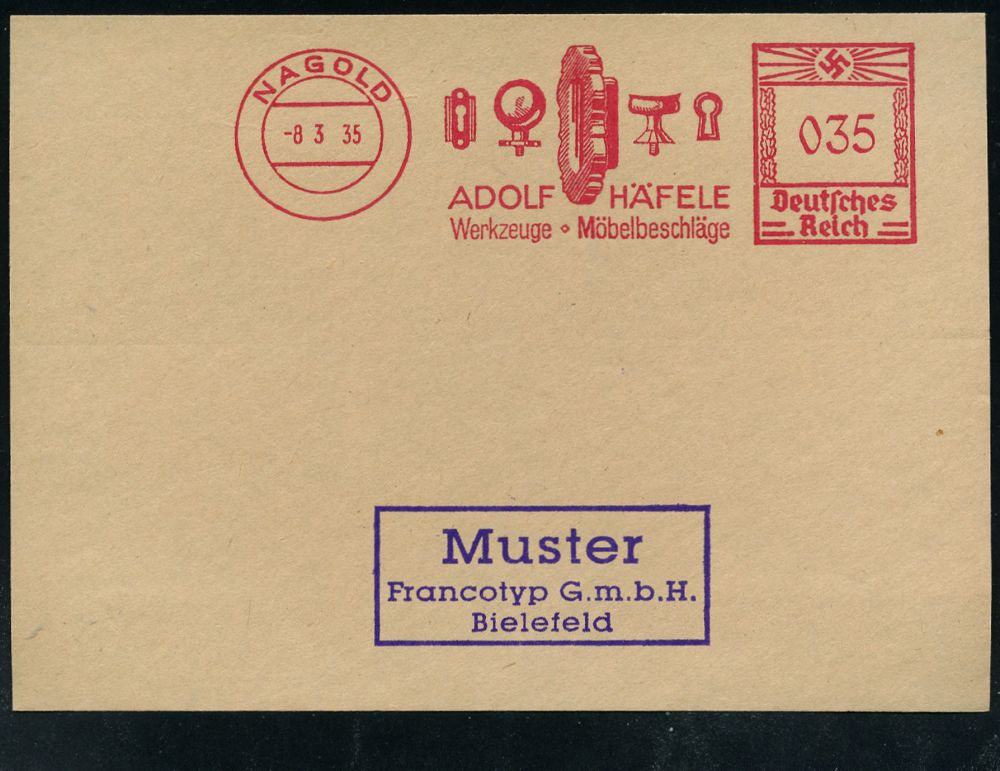 NAGOLD
-8 3 35
ADOLF HÄFELE
Werkzeuge • Möbelbeschläge
035
Deutſches
Reich
Muster
Francotyp G.m.b.H.
Bielefeld